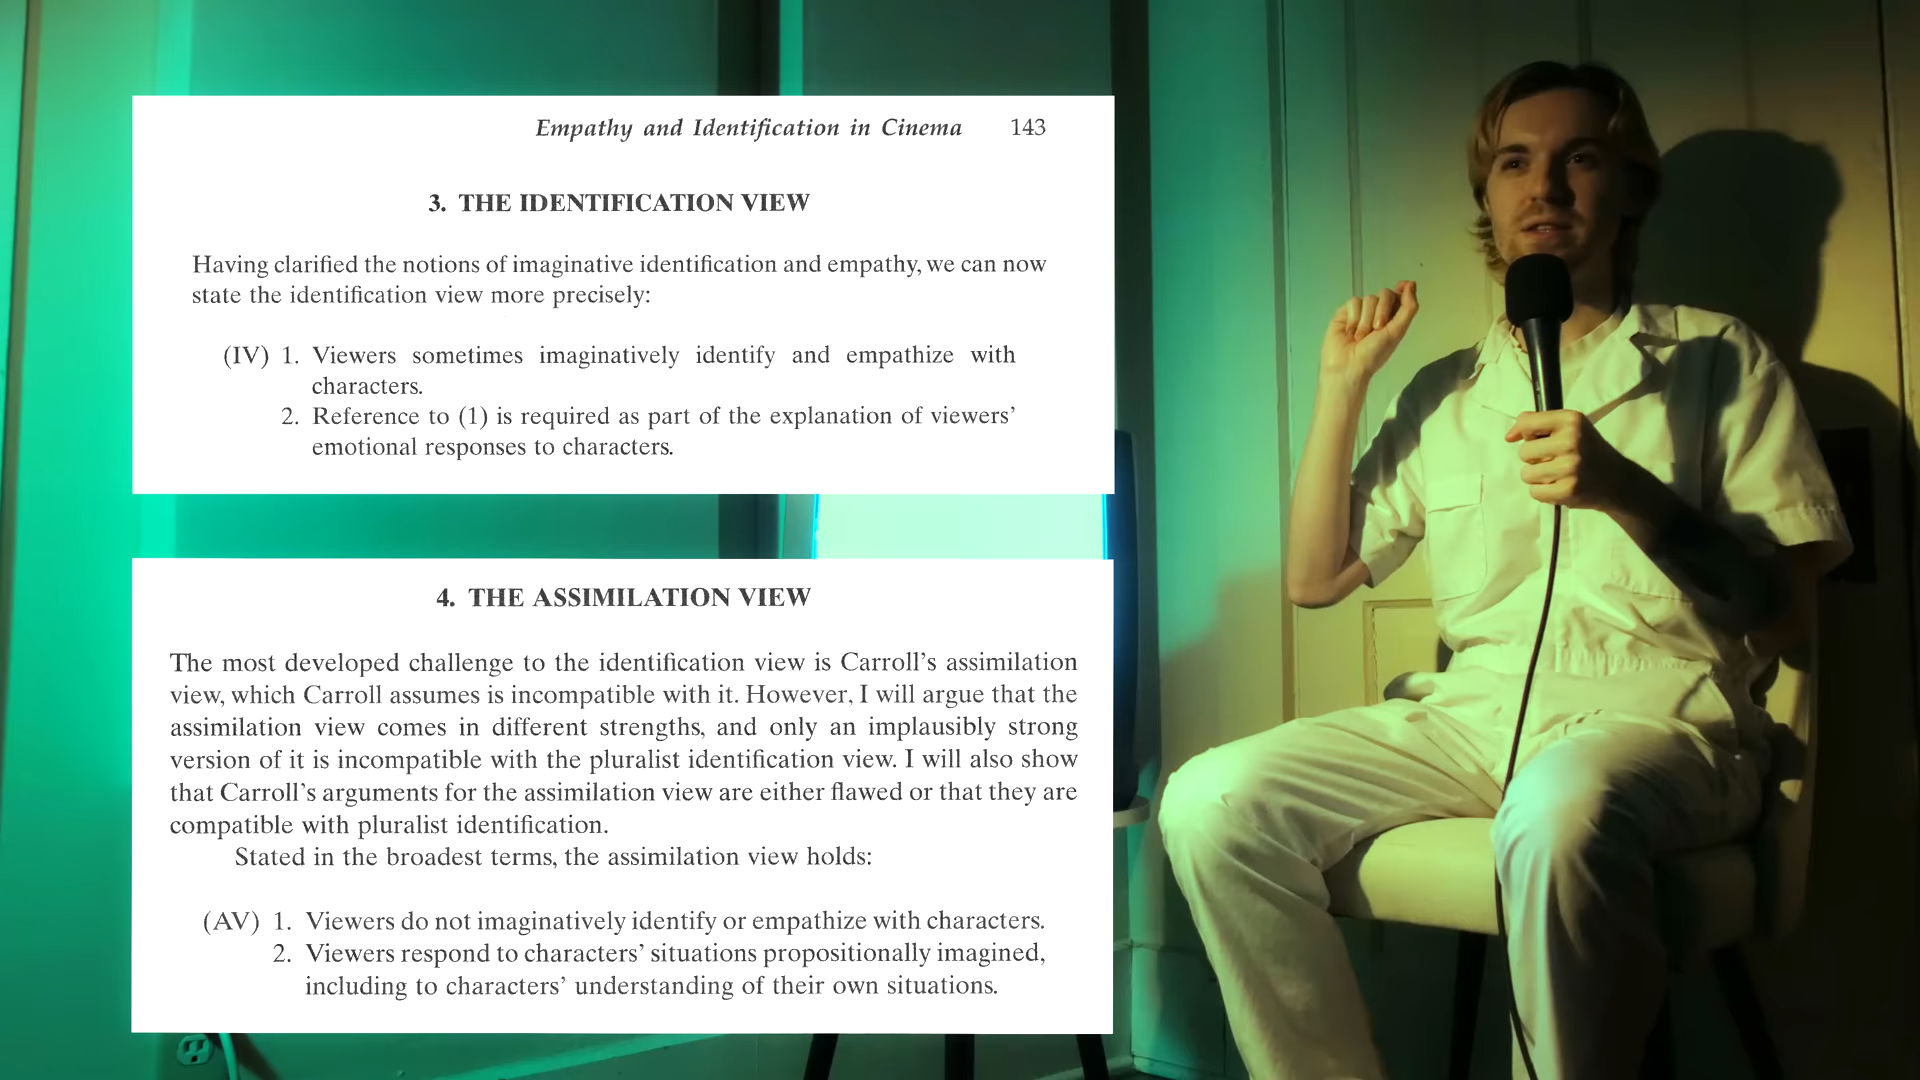 Empathy and Identification in Cinema 143
3. THE IDENTIFICATION VIEW
Having clarified the notions of imaginative identification and empathy, we can now
state the identification view more precisely:
(IV) 1. Viewers sometimes imaginatively identify and empathize with
characters.
2. Reference to (1) is required as part of the explanation of viewers'
emotional responses to characters.
4. THE ASSIMILATION VIEW
The most developed challenge to the identification view is Carroll's assimilation
view, which Carroll assumes is incompatible with it. However, I will argue that the
assimilation view comes in different strengths, and only an implausibly strong
version of it is incompatible with the pluralist identification view. I will also show
that Carroll's arguments for the assimilation view are either flawed or that they are
compatible with pluralist identification.
Stated in the broadest terms, the assimilation view holds:
(AV) 1. Viewers do not imaginatively identify or empathize with characters.
2. Viewers respond to characters' situations propositionally imagined,
including to characters' understanding of their own situations.